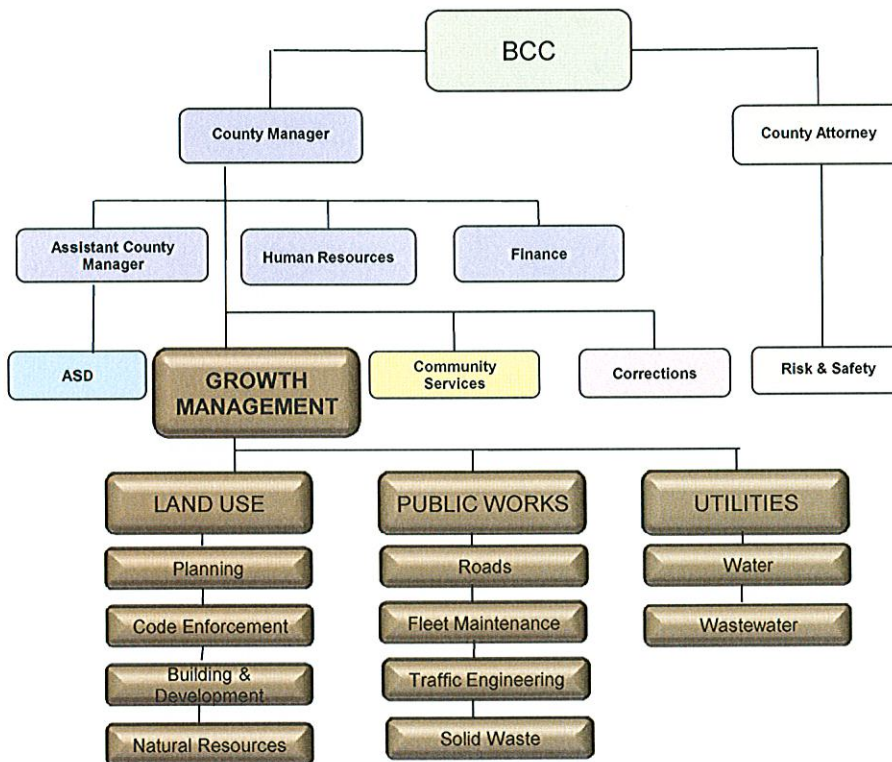 BCC
County Manager
County Attorney
Assistant County
Manager
Human Resources
Finance
ASD
GROWTH
MANAGEMENT
Community
Services
Corrections
Risk & Safety
LAND USE
PUBLIC WORKS
UTILITIES
Planning
Roads
Water
Code Enforcement
Fleet Maintenance
Wastewater
Building &
Development
Traffic Engineering
Natural Resources
Solid Waste